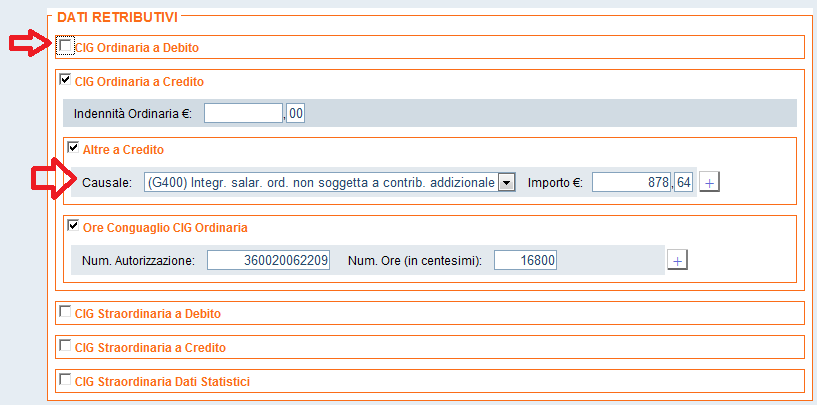 DATI RETRIBUTIVI
CIG Ordinaria a Debito
CIG Ordinaria a Credito
Indennità Ordinaria €: ,00
Altre a Credito
Causale: (G400) Integr. salar. ord. non soggetta a contrib. addizionale Importo €: 878,64 +
Ore Conguaglio CIG Ordinaria
Num. Autorizzazione: 360020062209 Num. Ore (in centesimi): 16800 +
CIG Straordinaria a Debito
CIG Straordinaria a Credito
CIG Straordinaria Dati Statistici